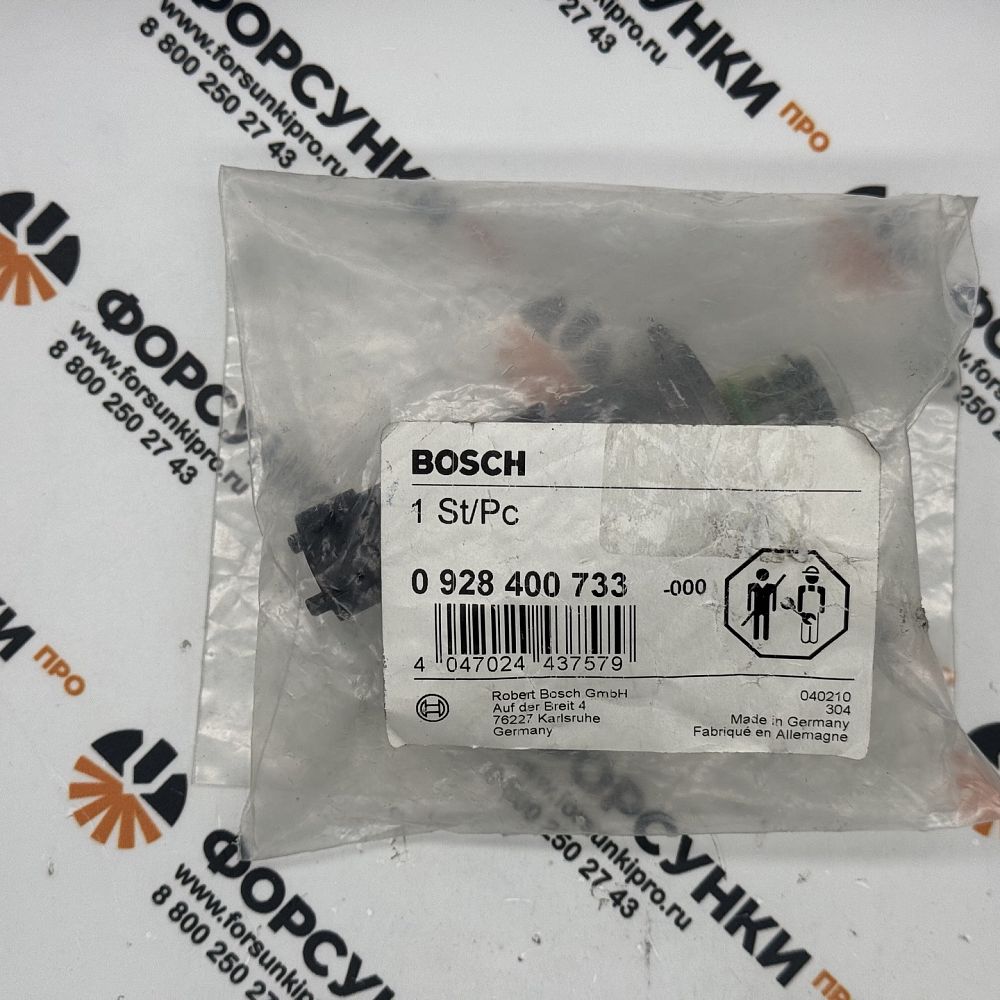 ФОРСУНКИ
www.forsunkipro.ru
8 800 250 27 43
ФОРСУНКИ ПРО
ФОРСУНКИ
www.forsunkipro.ru
8 800 250 27 43
BOSCH
1 St/Pc
0 928 400 733 -000
4 047024 437579
Robert Bosch GmbH
Auf der Breit 4
76227 Karlsruhe
Germany
040210
304
Made in Germany
Fabriqué en Allemagne
ПРО
ФОРСУНКИ ПРО
www.forsunkipro.ru
8 800 250 27 43